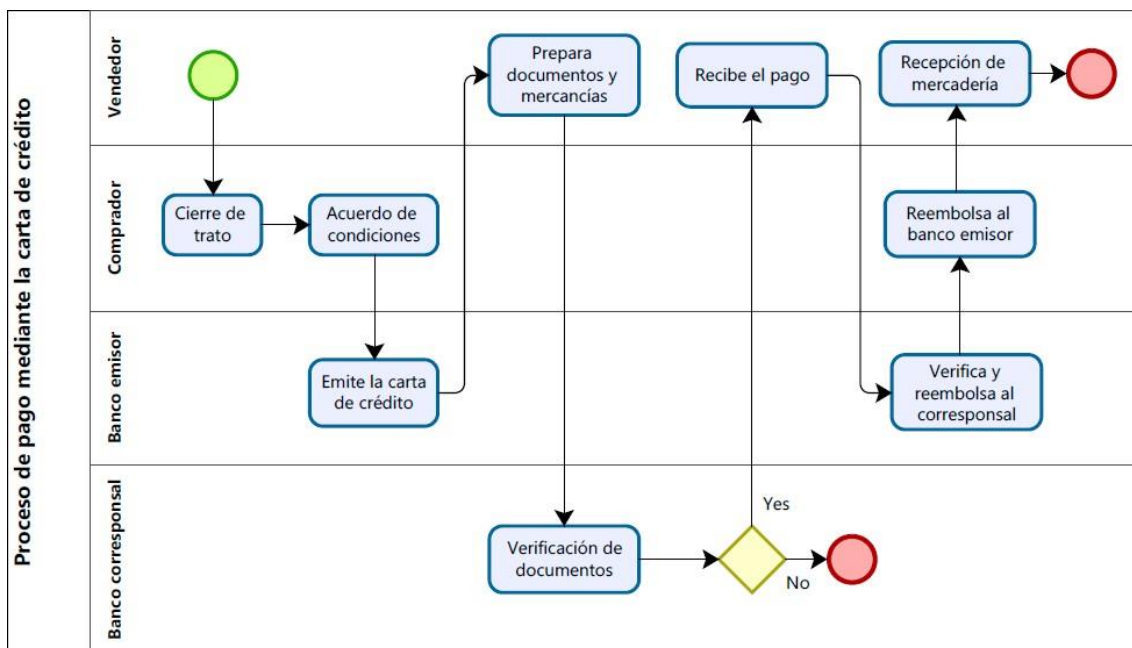 Proceso de pago mediante la carta de crédito
Vendedor
Prepara
documentos y
mercancías
Recibe el pago
Recepción de
mercadería
Comprador
Cierre de
trato
Acuerdo de
condiciones
Reembolsa al
banco emisor
Banco emisor
Emite la carta
de crédito
Verifica y
reembolsa al
corresponsal
Banco corresponsal
Verificación de
documentos
Yes
No